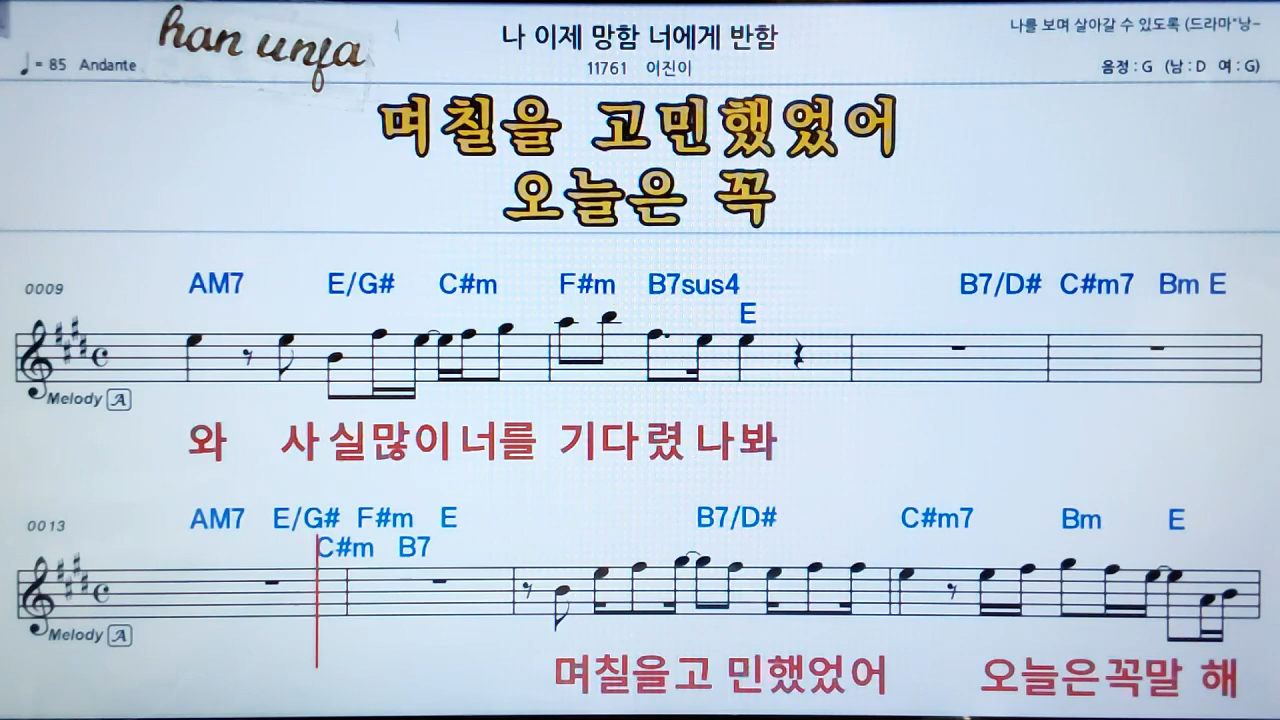 han unfa
나 이제 망함 너에게 반함
나를 보며 살아갈 수 있도록 (드라마"낭-
♩= 85 Andante
11761 이진이
음정 : G (남 : D 여 : G)
며칠을 고민했었어
오늘은 꼭
0009 AM7 E/G# C#m F#m B7sus4 B7/D# C#m7 Bm E
E
Melody A
와 사실많이너를 기다렸나봐
0013 AM7 E/G# F#m E B7/D# C#m7 Bm E
C#m B7
Melody A
며칠을고 민했었어 오늘은꼭말 해